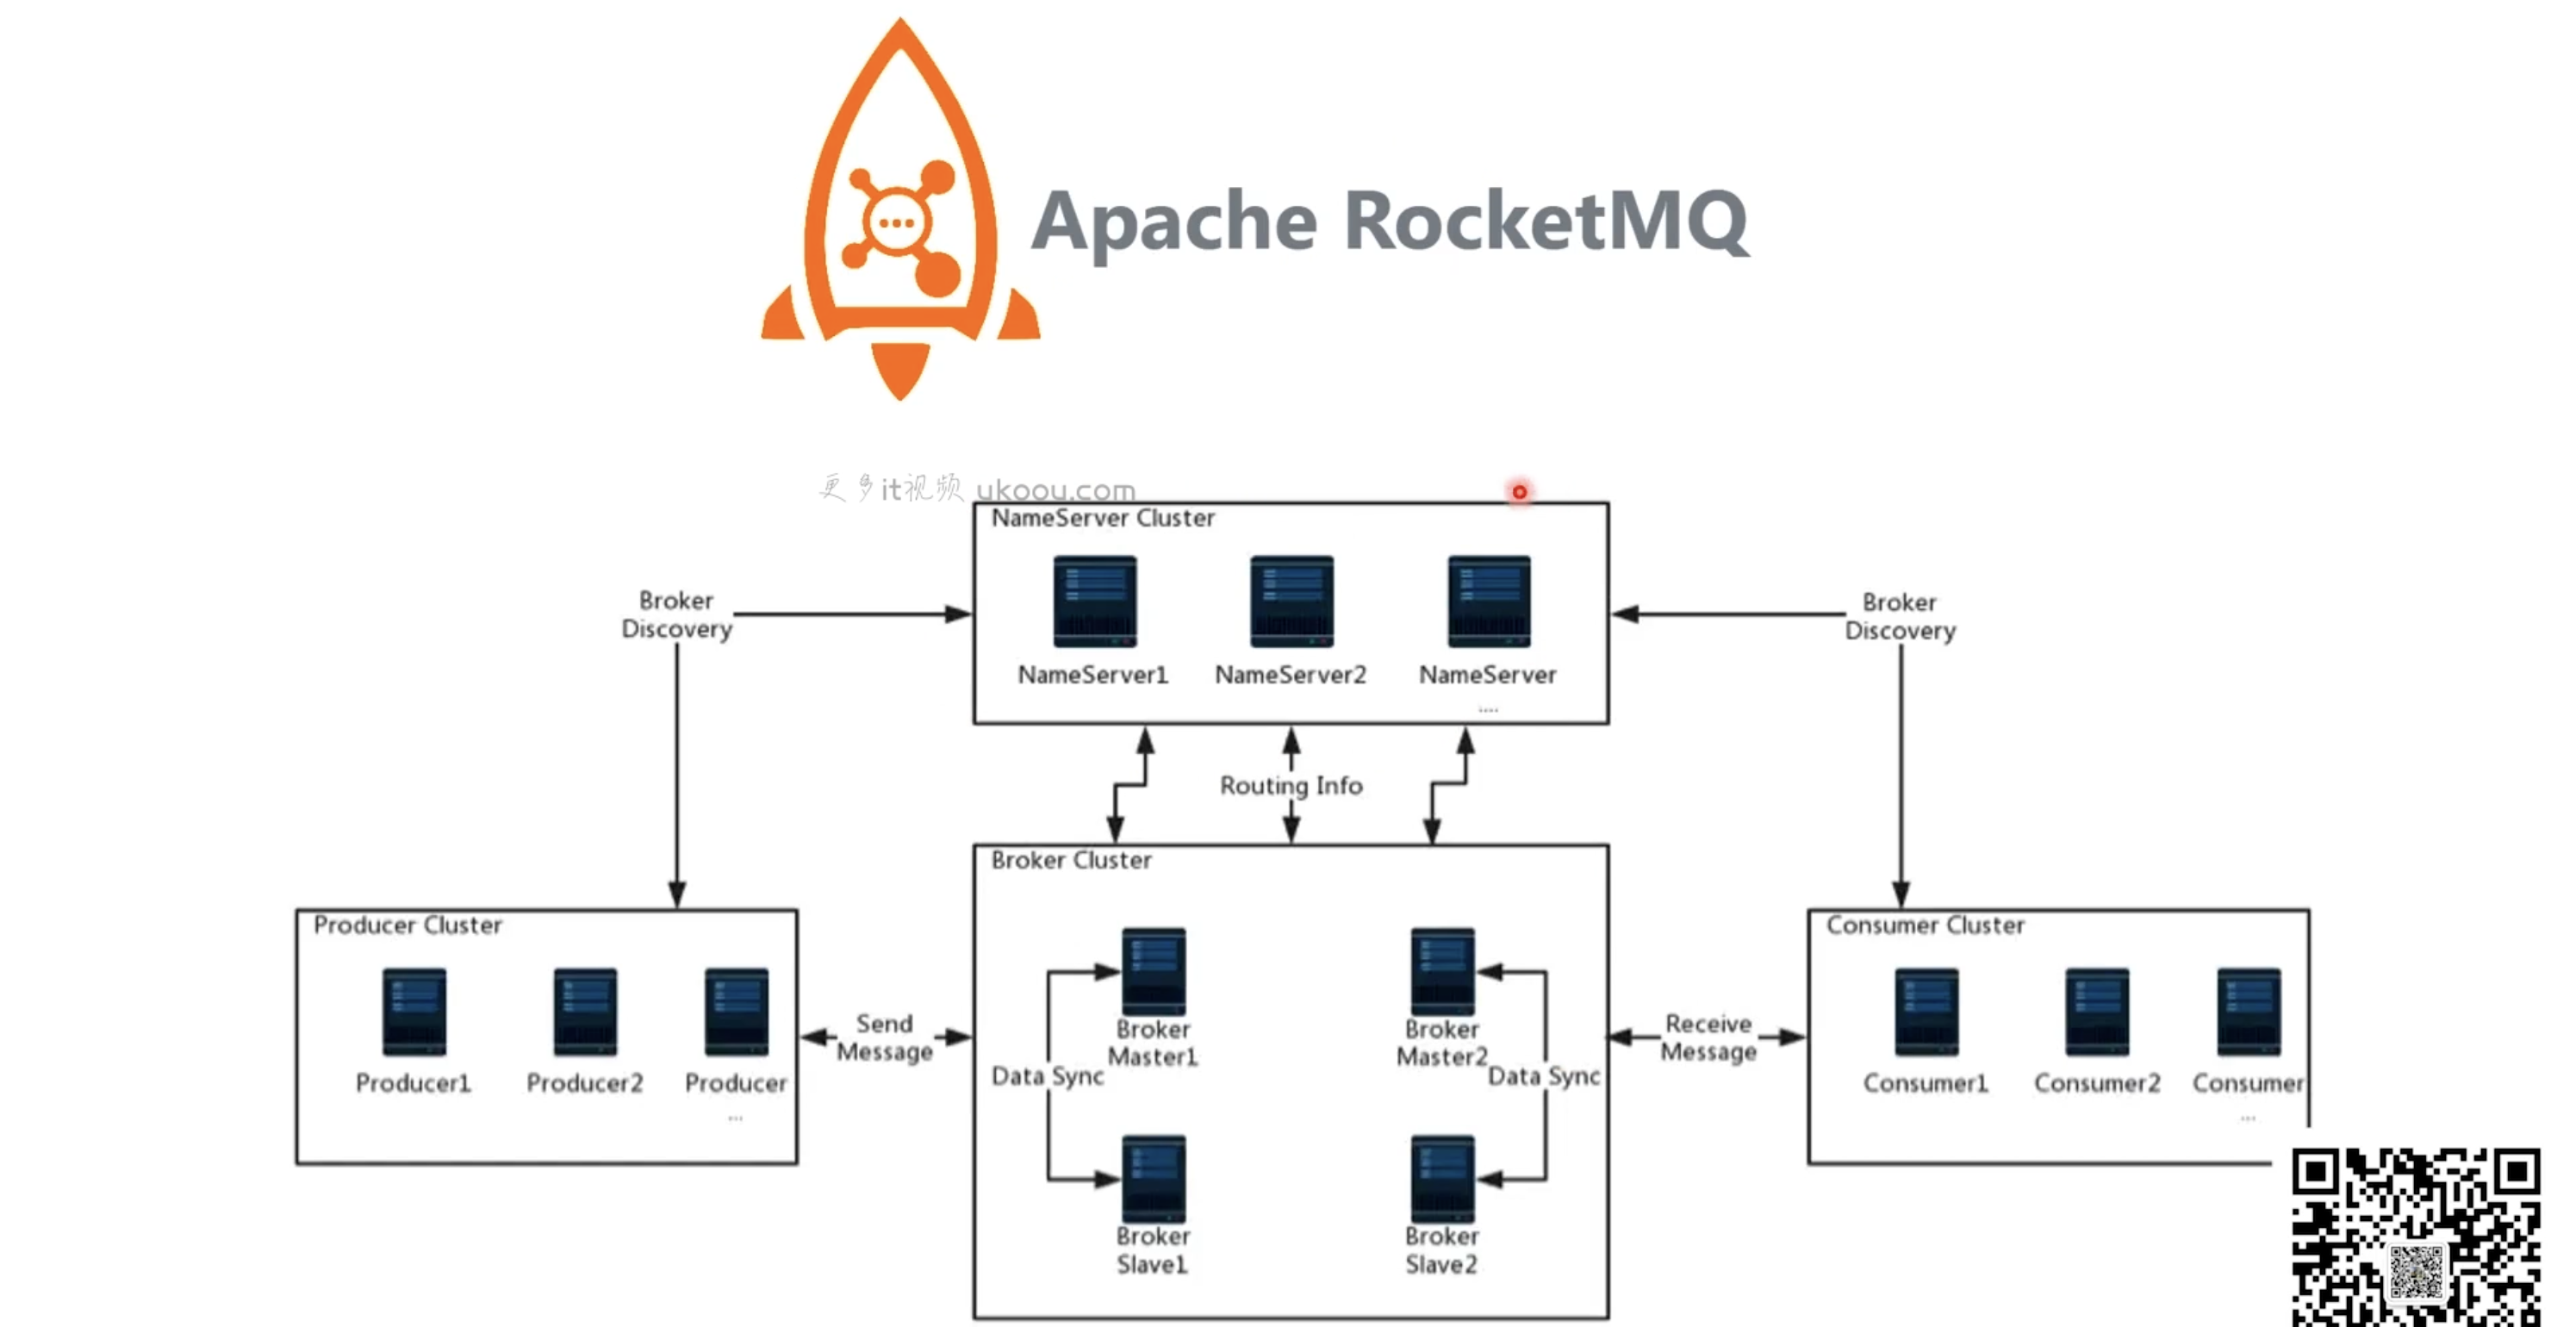 Apache RocketMQ
更多it视频 ukoou.com
NameServer Cluster
NameServer1
NameServer2
NameServer
....
Broker
Discovery
Broker
Discovery
Routing Info
Broker Cluster
Producer Cluster
Producer1
Producer2
Producer
...
Send
Message
Broker
Master1
Broker
Master2
Data Sync
Data Sync
Broker
Slave1
Broker
Slave2
Receive
Message
Consumer Cluster
Consumer1
Consumer2
Consumer
...